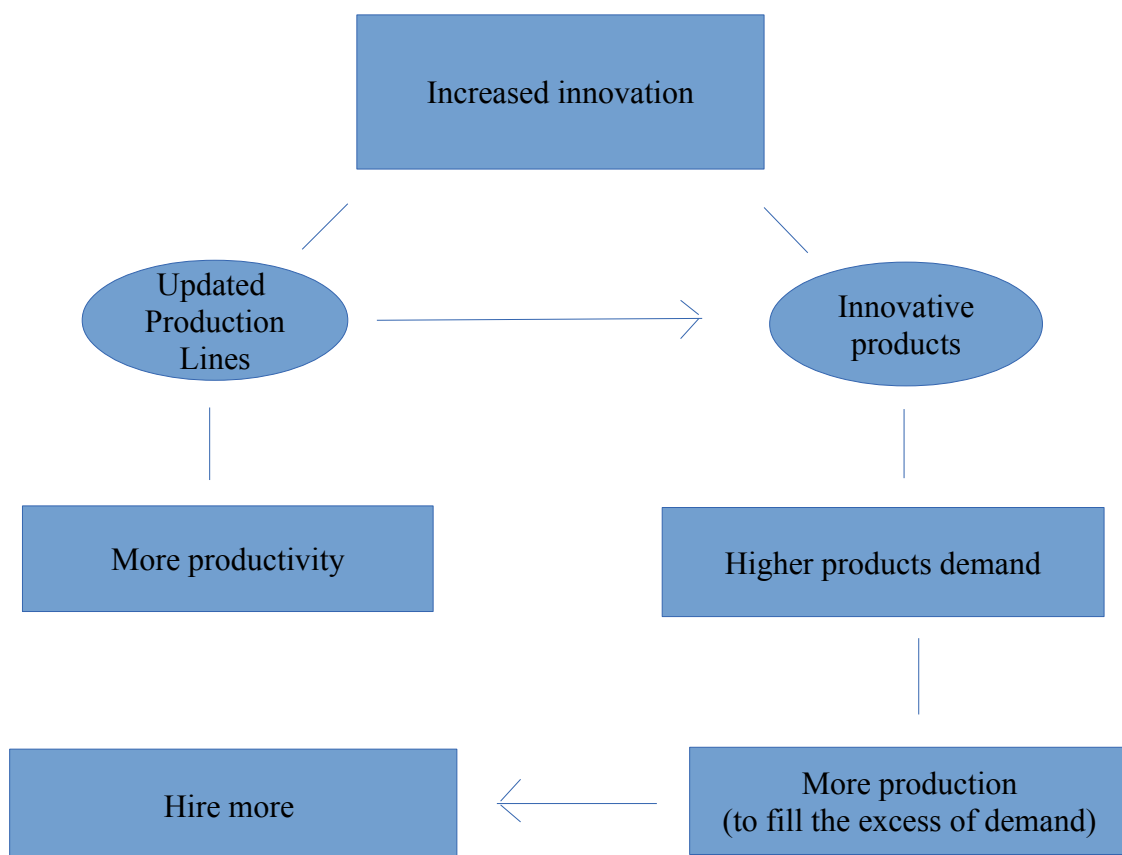 Increased innovation
Updated
Production
Lines
Innovative
products
More productivity
Higher products demand
Hire more
More production
(to fill the excess of demand)